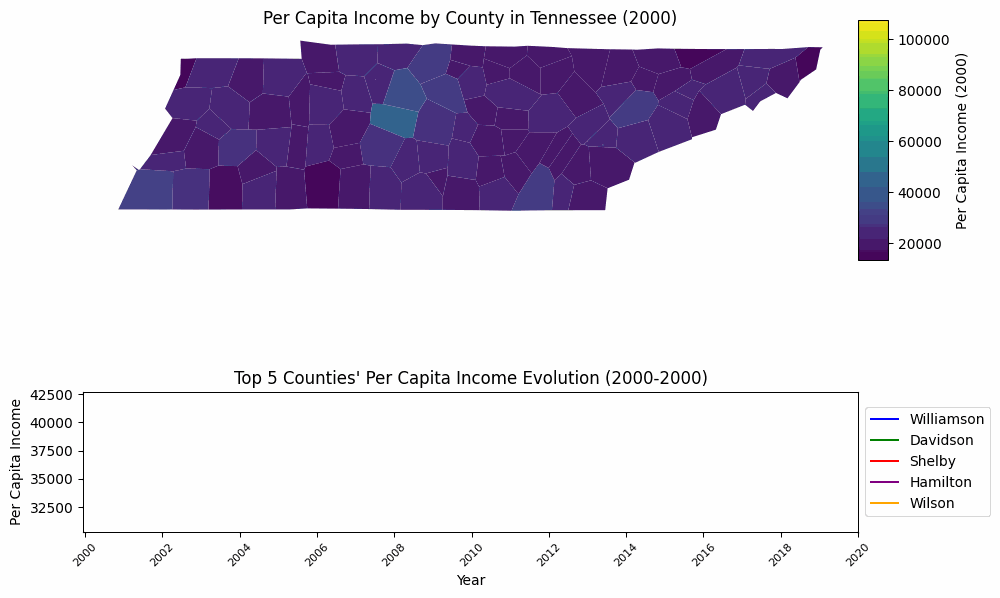 Per Capita Income by County in Tennessee (2000)
100000
80000
60000
40000
20000
Per Capita Income (2000)
Top 5 Counties' Per Capita Income Evolution (2000-2000)
42500
40000
37500
35000
32500
Per Capita Income
Williamson
Davidson
Shelby
Hamilton
Wilson
2000 2002 2004 2006 2008 2010 2012 2014 2016 2018 2020
Year